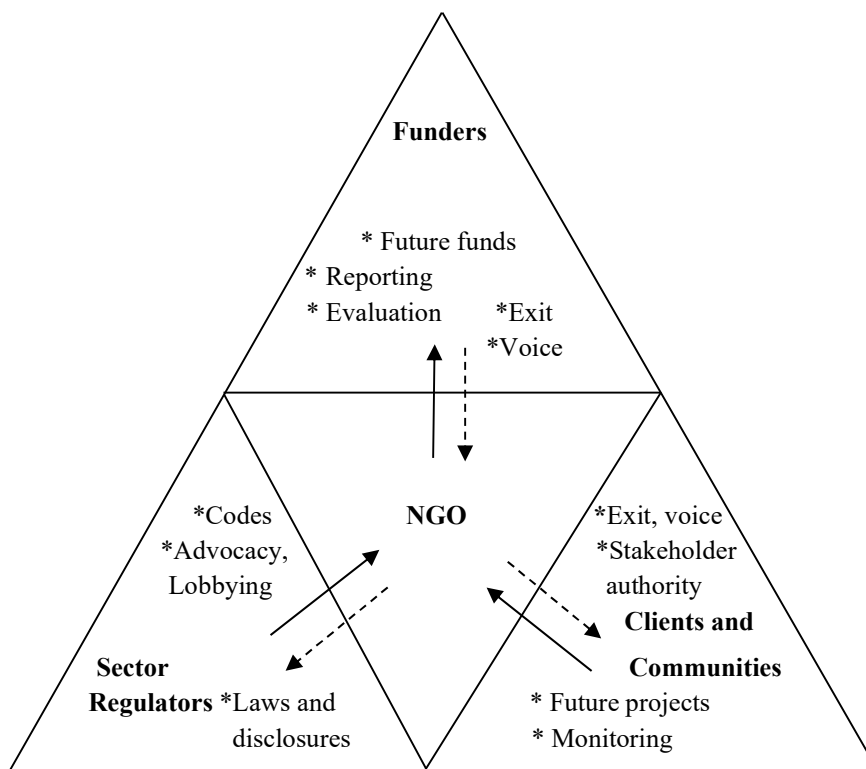 Funders
* Future funds
* Reporting
* Evaluation
*Exit
*Voice
NGO
*Codes
*Advocacy,
Lobbying
Sector
Regulators
*Laws and
disclosures
*Exit, voice
*Stakeholder
authority
Clients and
Communities
* Future projects
* Monitoring